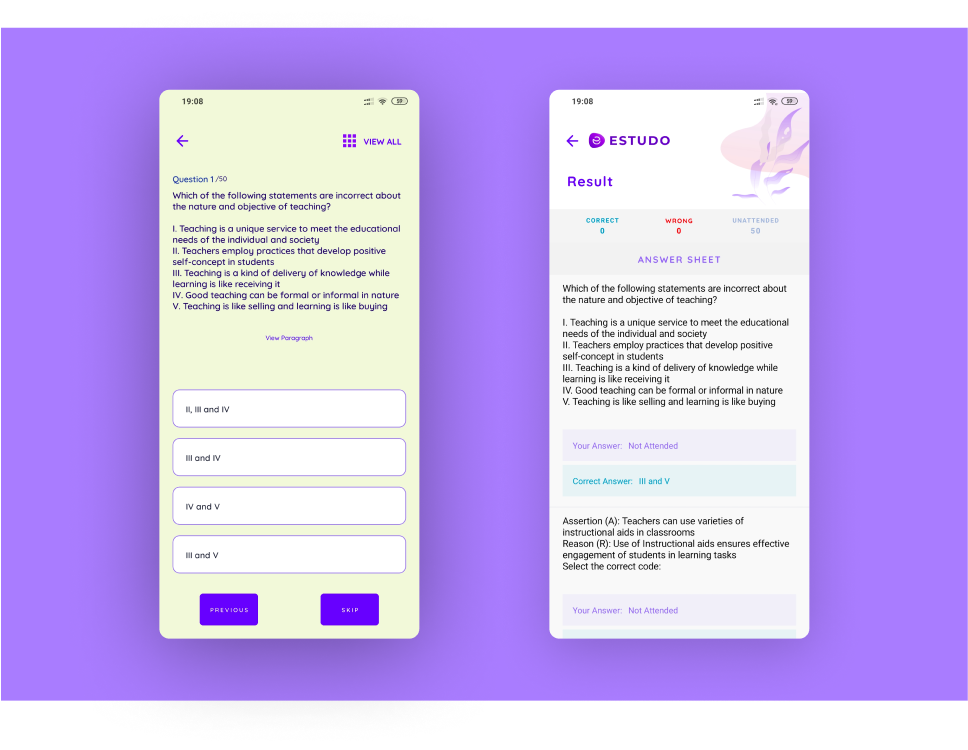 19:08
59
VIEW ALL
Question 1/50
Which of the following statements are incorrect about
the nature and objective of teaching?
I. Teaching is a unique service to meet the educational
needs of the individual and society
II. Teachers employ practices that develop positive
self-concept in students
III. Teaching is a kind of delivery of knowledge while
learning is like receiving it
IV. Good teaching can be formal or informal in nature
V. Teaching is like selling and learning is like buying
View Paragraph
II, III and IV
III and IV
IV and V
III and V
PREVIOUS
SKIP
19:08
59
ESTUDO
Result
CORRECT
0
WRONG
0
UNATTENDED
50
ANSWER SHEET
Which of the following statements are incorrect about
the nature and objective of teaching?
I. Teaching is a unique service to meet the educational
needs of the individual and society
II. Teachers employ practices that develop positive
self-concept in students
III. Teaching is a kind of delivery of knowledge while
learning is like receiving it
IV. Good teaching can be formal or informal in nature
V. Teaching is like selling and learning is like buying
Your Answer: Not Attended
Correct Answer: III and V
Assertion (A): Teachers can use varieties of
instructional aids in classrooms
Reason (R): Use of Instructional aids ensures effective
engagement of students in learning tasks
Select the correct code:
Your Answer: Not Attended